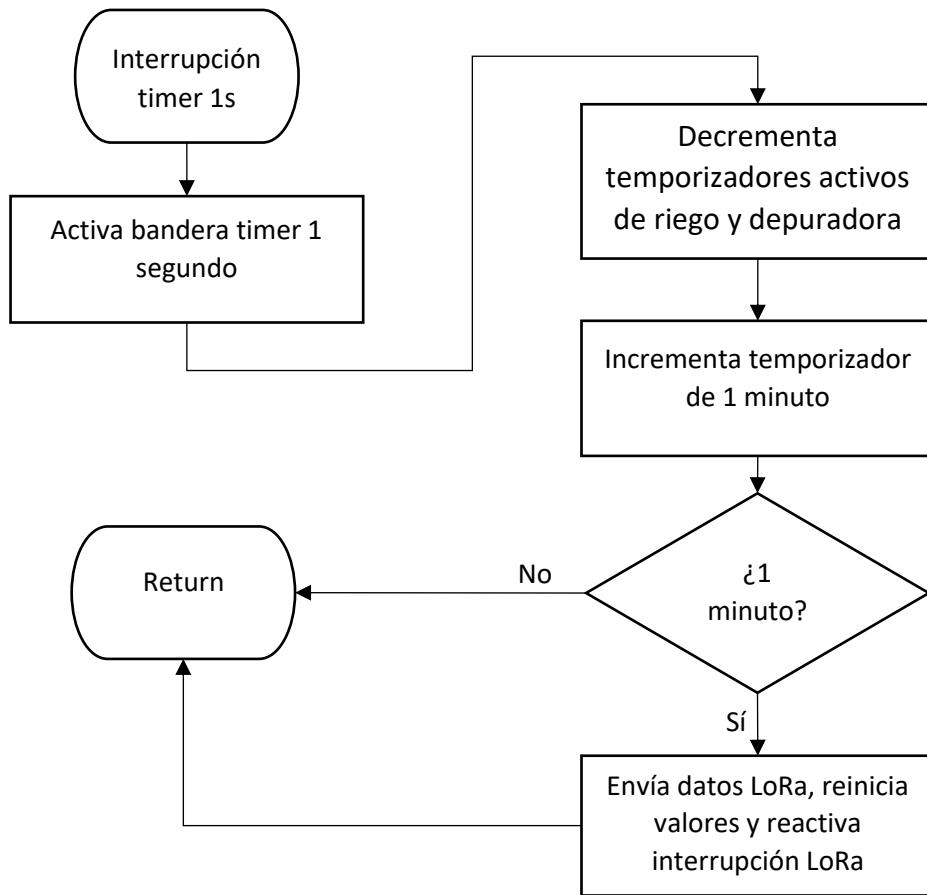 Interrupción
timer 1s
Activa bandera timer 1
segundo
Decrementa
temporizadores activos
de riego y depuradora
Incrementa temporizador
de 1 minuto
¿1
minuto?
No
Return
Sí
Envía datos LoRa, reinicia
valores y reactiva
interrupción LoRa